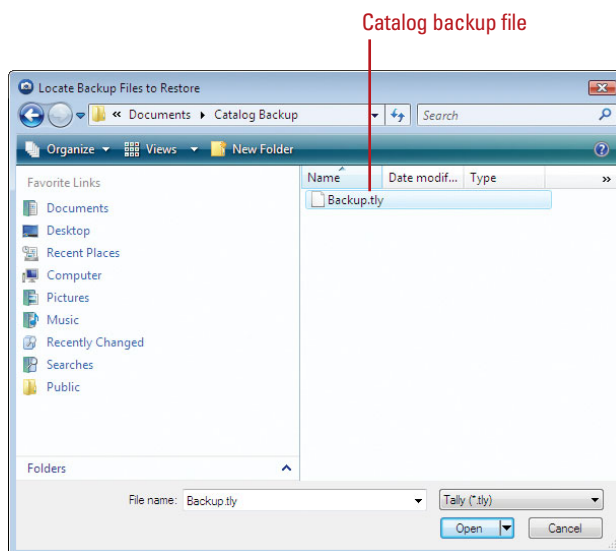 Catalog backup file
Locate Backup Files to Restore
« Documents ▸ Catalog Backup
Search
Organize Views New Folder
Favorite Links
Documents
Desktop
Recent Places
Computer
Pictures
Music
Recently Changed
Searches
Public
Folders
Name Date modif... Type »
Backup.tly
File name: Backup.tly
Tally (*.tly)
Open Cancel